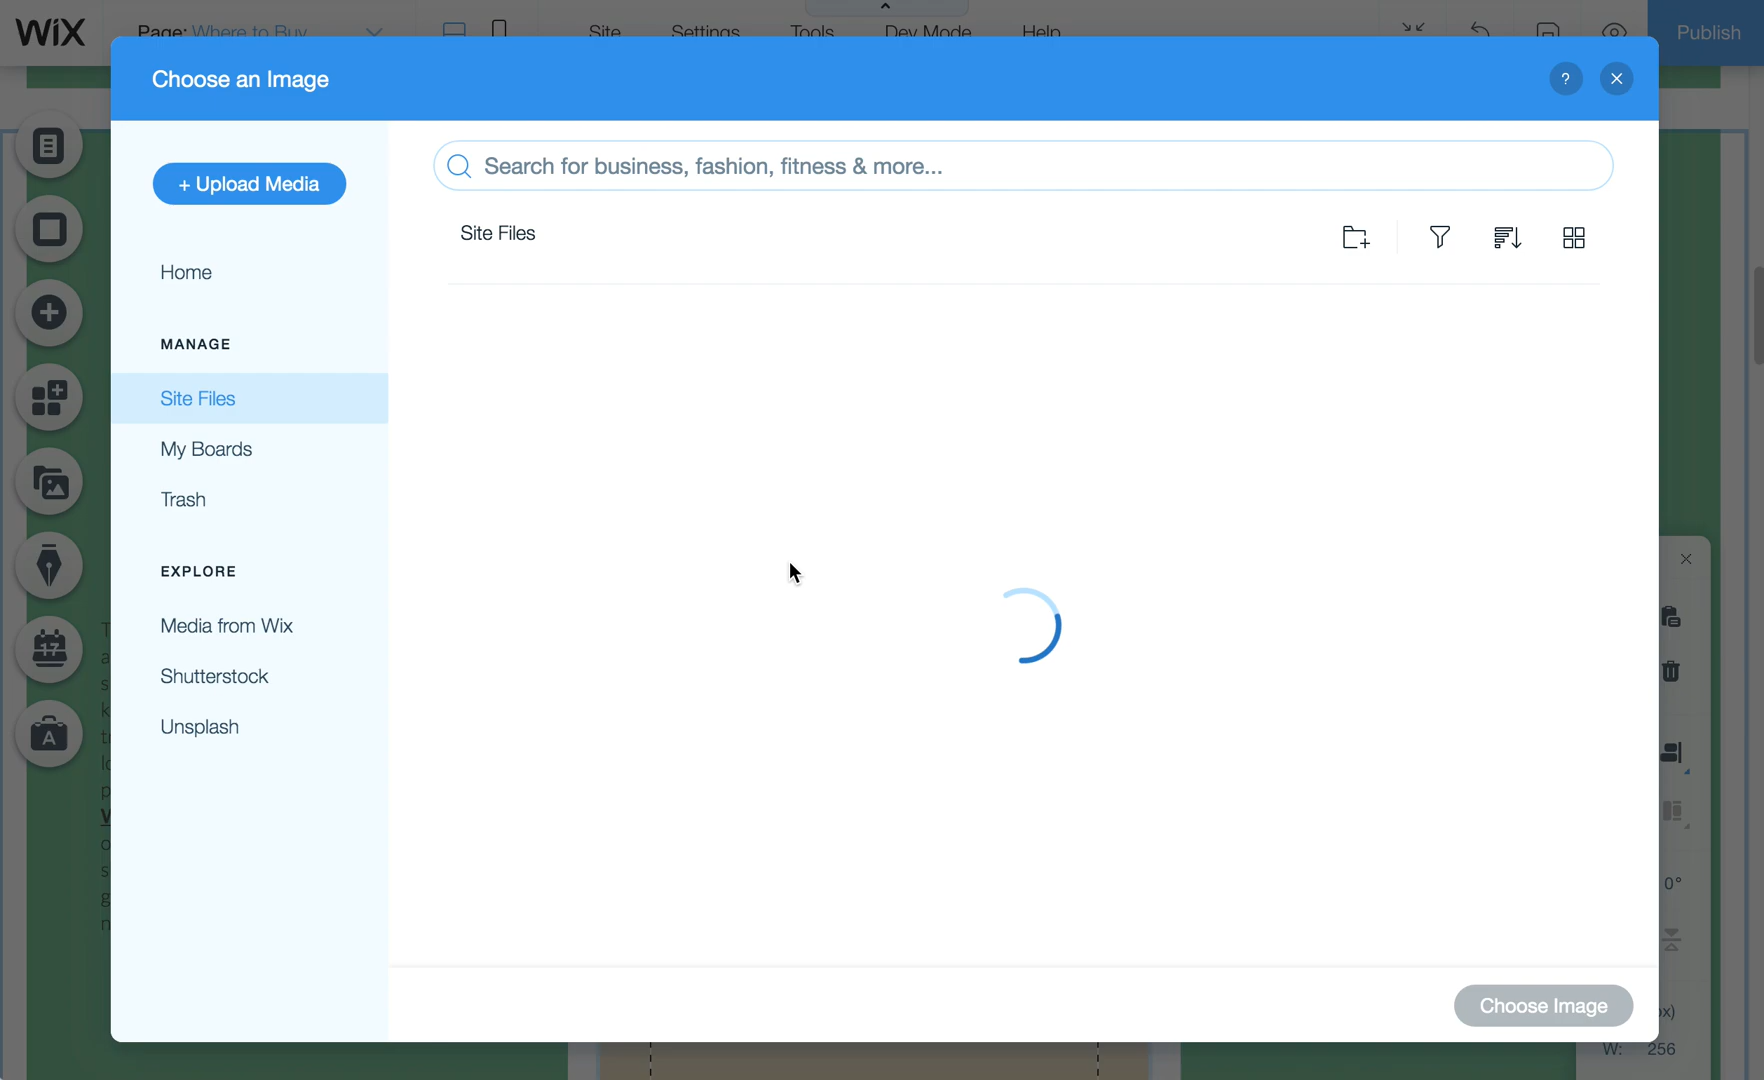 WiX
Page: Where to Buy
Site
Settings
Tools
Dev Mode
Help
Publish
Choose an Image
?
+ Upload Media
Search for business, fashion, fitness & more...
Site Files
Home
MANAGE
Site Files
My Boards
Trash
EXPLORE
Media from Wix
Shutterstock
Unsplash
17
A
0°
Choose Image
W: 256